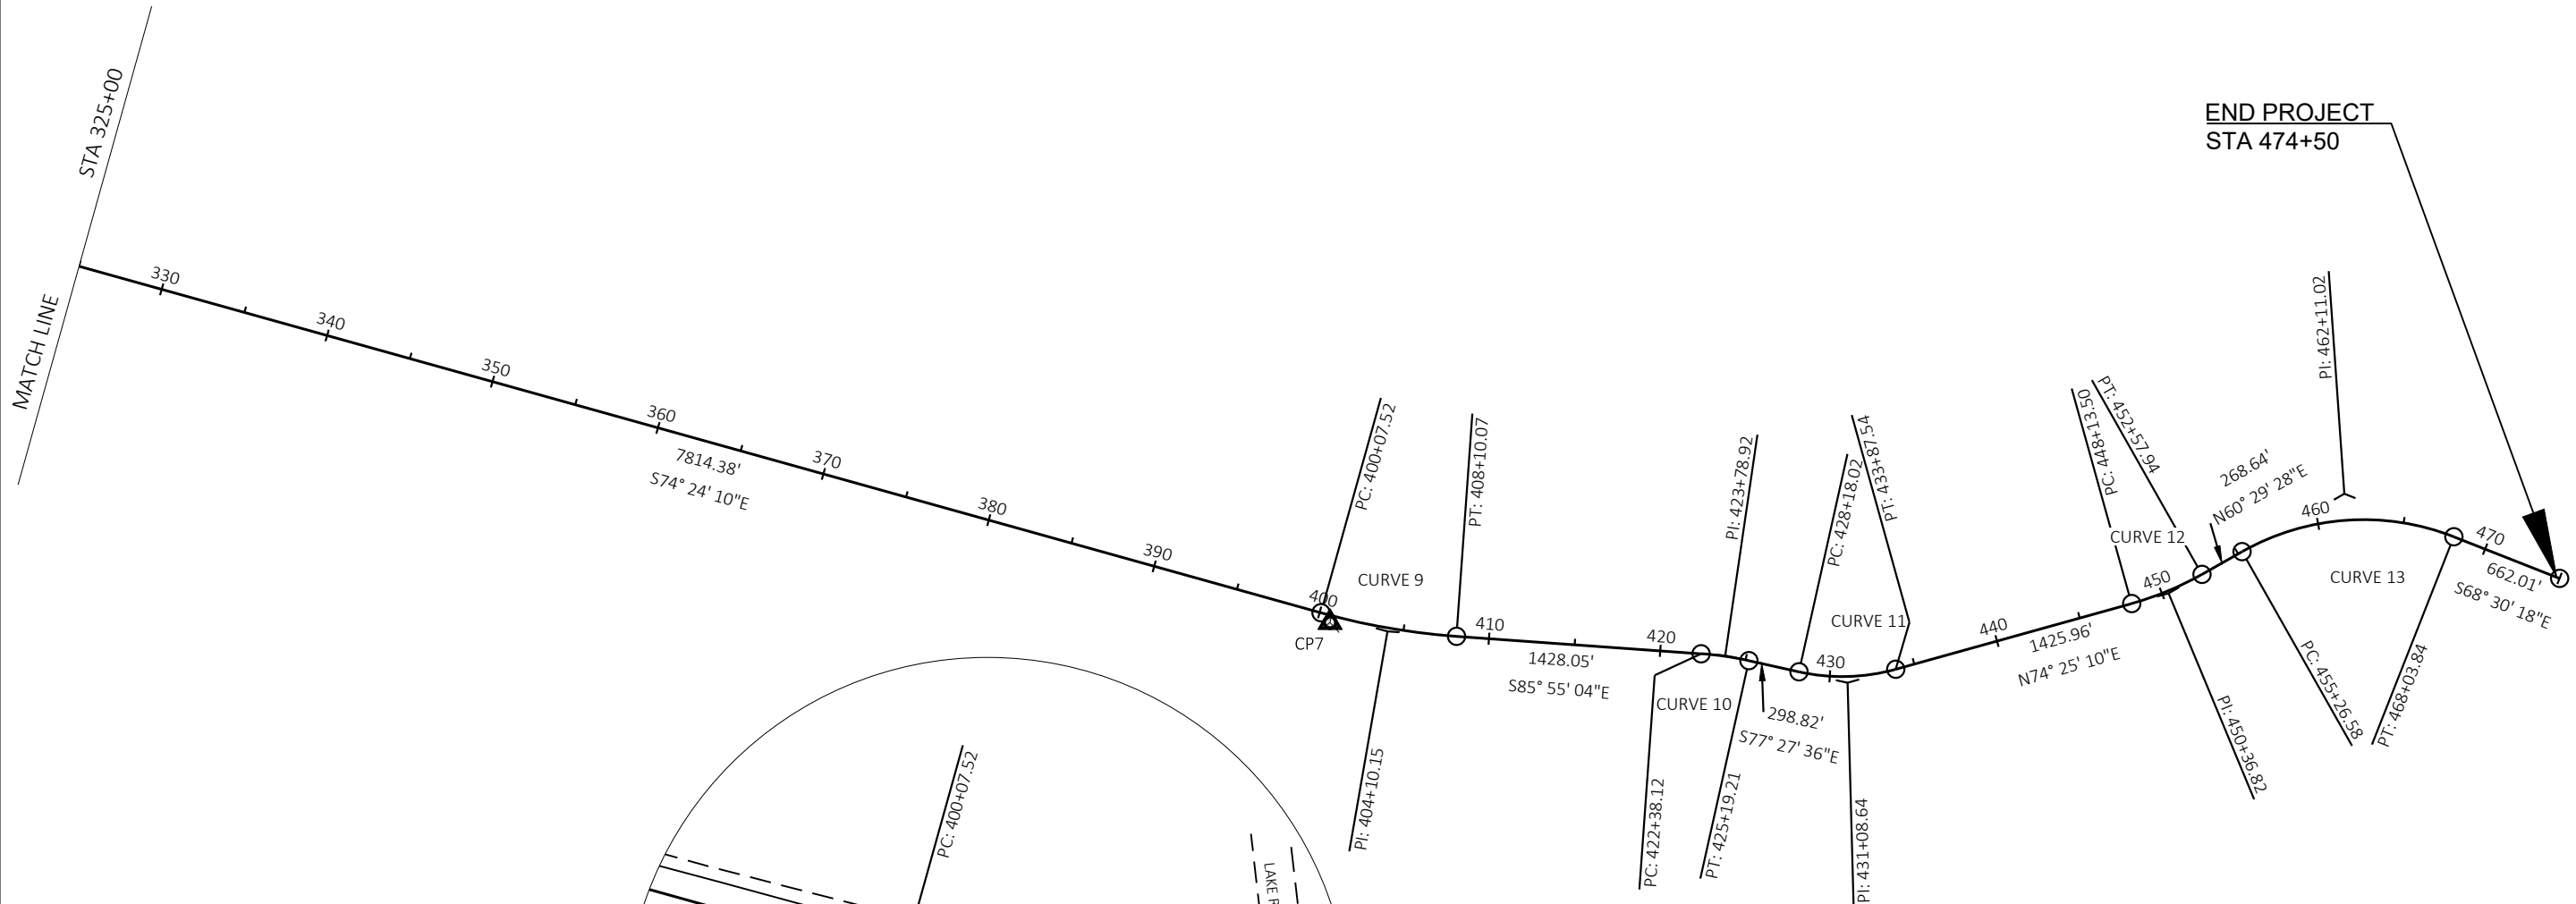 STA 325+00
MATCH LINE
END PROJECT
STA 474+50
330
340
350
360
370
380
390
400
410
420
430
440
450
460
470
7814.38'
S74° 24' 10"E
PC: 400+07.52
CURVE 9
CP7
PI: 404+10.15
PT: 408+10.07
1428.05'
S85° 55' 04"E
PC: 422+38.12
CURVE 10
PI: 423+78.92
PT: 425+19.21
298.82'
S77° 27' 36"E
PC: 428+18.02
CURVE 11
PI: 431+08.64
PT: 433+87.54
1425.96'
N74° 25' 10"E
PC: 448+13.50
CURVE 12
PI: 450+36.82
PT: 452+57.94
268.64'
N60° 29' 28"E
PC: 455+26.58
CURVE 13
PI: 462+11.02
PT: 468+03.84
662.01'
S68° 30' 18"E
PC: 400+07.52
LAKE